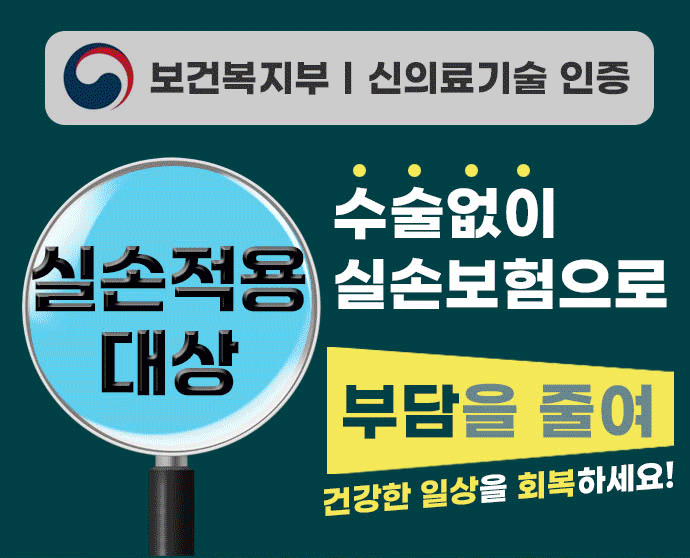 보건복지부 | 신의료기술 인증
실손적용
대상
수술없이
실손보험으로
부담을 줄여
건강한 일상을 회복하세요!